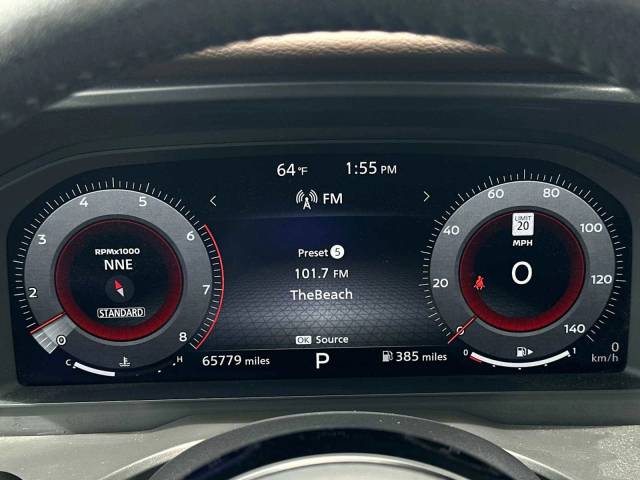 64°F 1:55 PM
< FM >
Preset 5
101.7 FM
TheBeach
OK Source
RPMx1000
NNE
STANDARD
0 2 3 4 5 6 7 8
C H
65779 miles P 385 miles
LIMIT
20
MPH
0
20 40 60 80 100 120 140
0
km/h
0 1